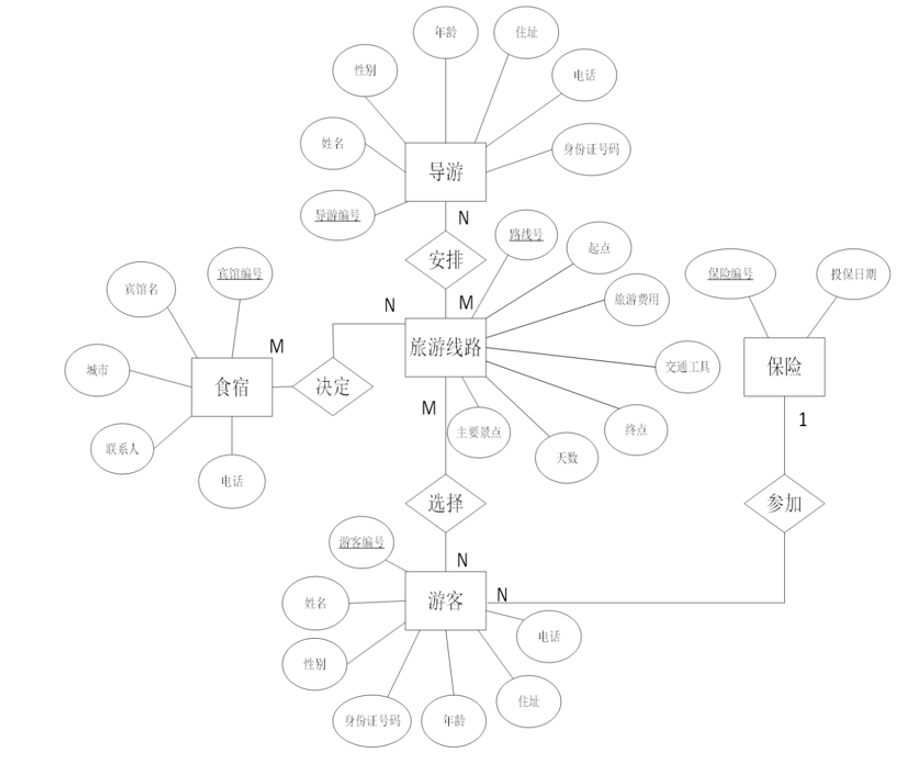 年龄
住址
性别
电话
姓名
身份证号码
导游
导游编号
N
路线号
安排
起点
宾馆编号
保险编号
投保日期
宾馆名
N
M
旅游费用
M
旅游线路
城市
食宿
决定
交通工具
保险
M
主要景点
终点
1
联系人
天数
电话
选择
参加
游客编号
N
姓名
游客
N
电话
性别
住址
身份证号码
年龄